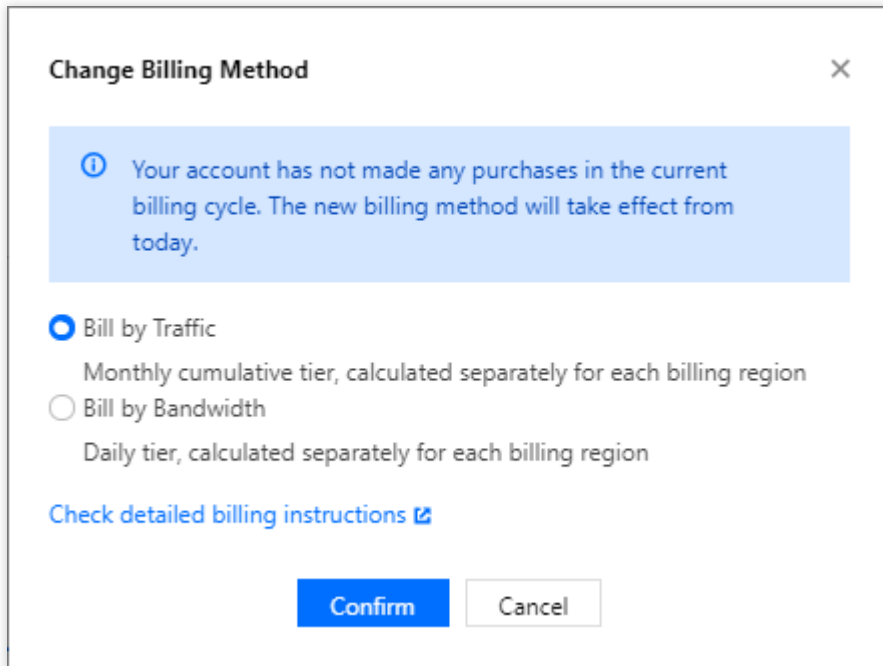 Change Billing Method
Your account has not made any purchases in the current
billing cycle. The new billing method will take effect from
today.
Bill by Traffic
Monthly cumulative tier, calculated separately for each billing region
Bill by Bandwidth
Daily tier, calculated separately for each billing region
Check detailed billing instructions
Confirm
Cancel